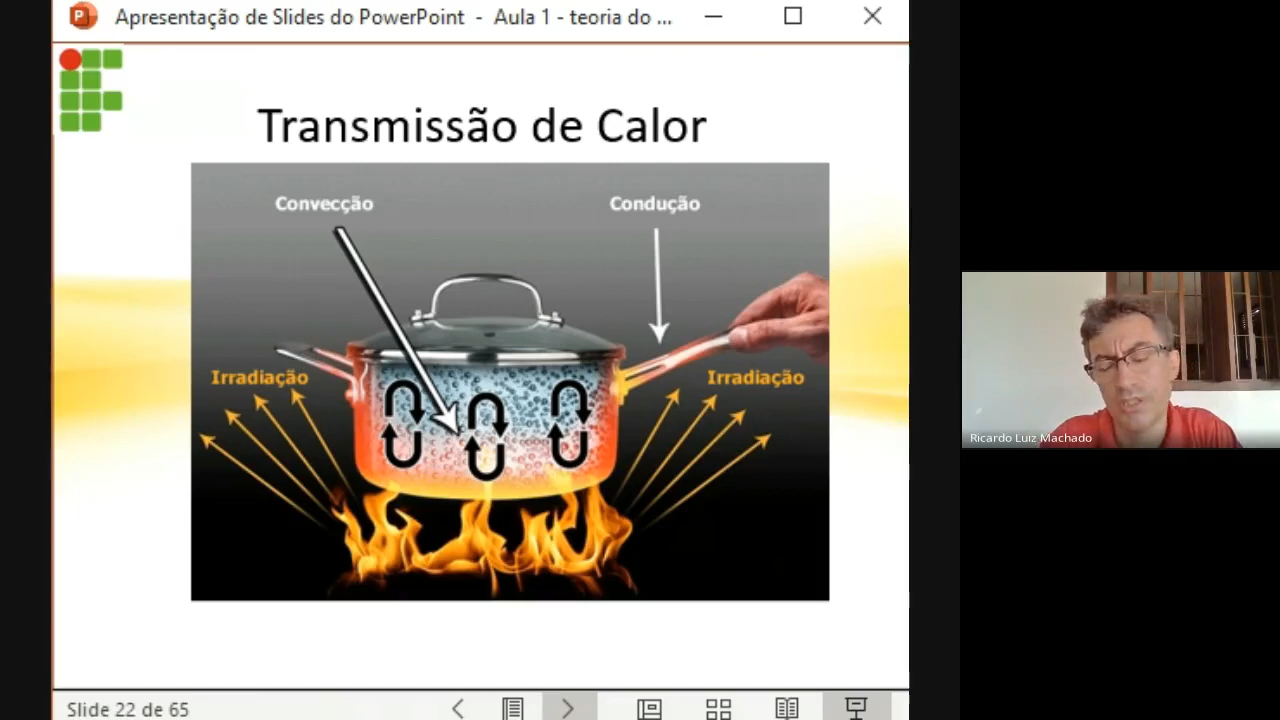 Apresentação de Slides do PowerPoint - Aula 1 - teoria do ...
Transmissão de Calor
Convecção
Condução
Irradiação
Irradiação
Ricardo Luiz Machado
Slide 22 de 65